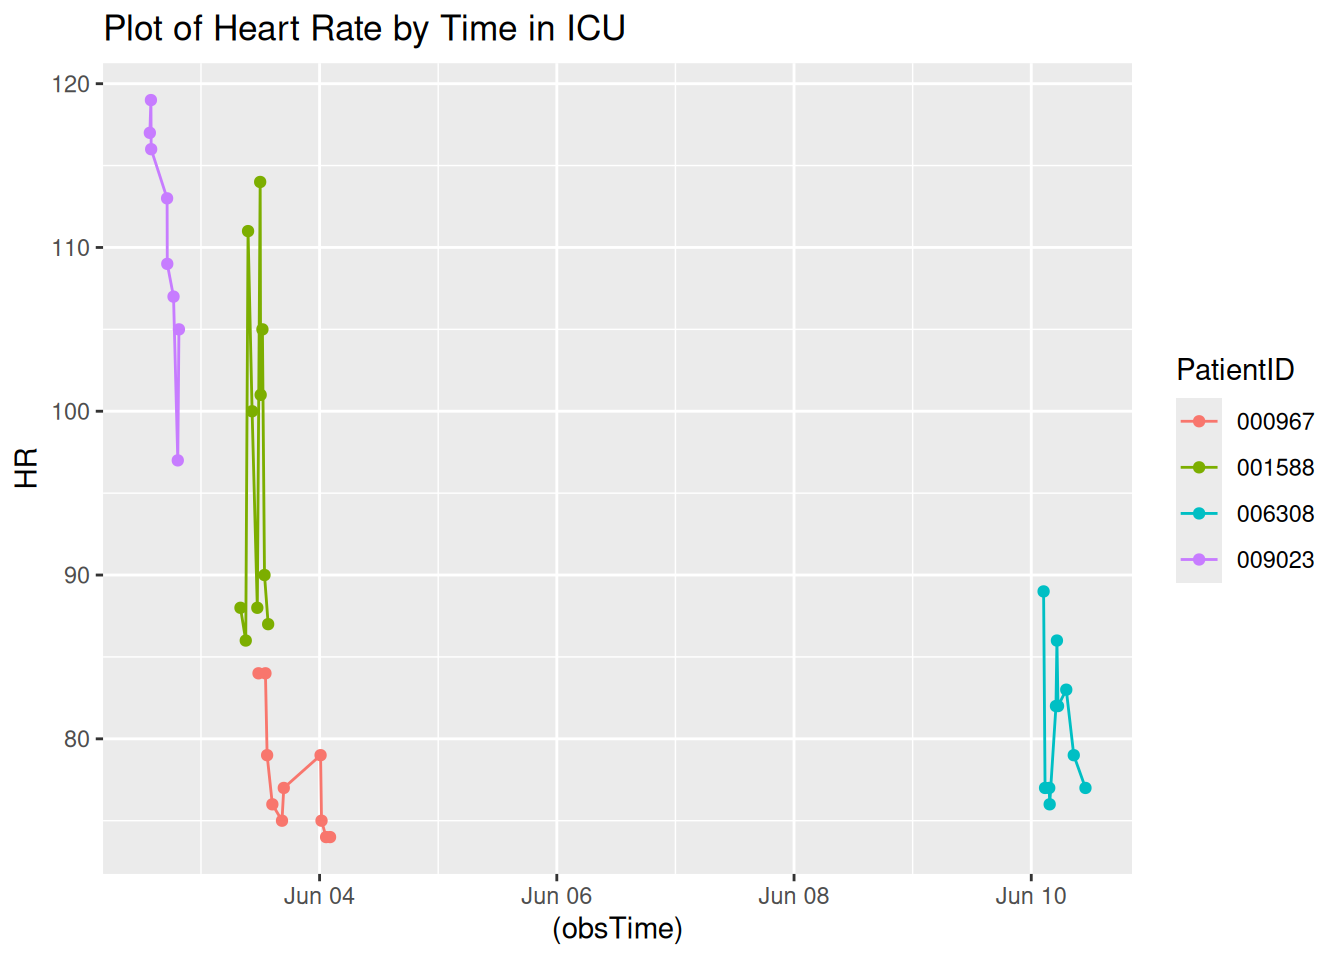 Plot of Heart Rate by Time in ICU
120
110
100
90
80
HR
Jun 04
Jun 06
Jun 08
Jun 10
(obsTime)
PatientID
000967
001588
006308
009023